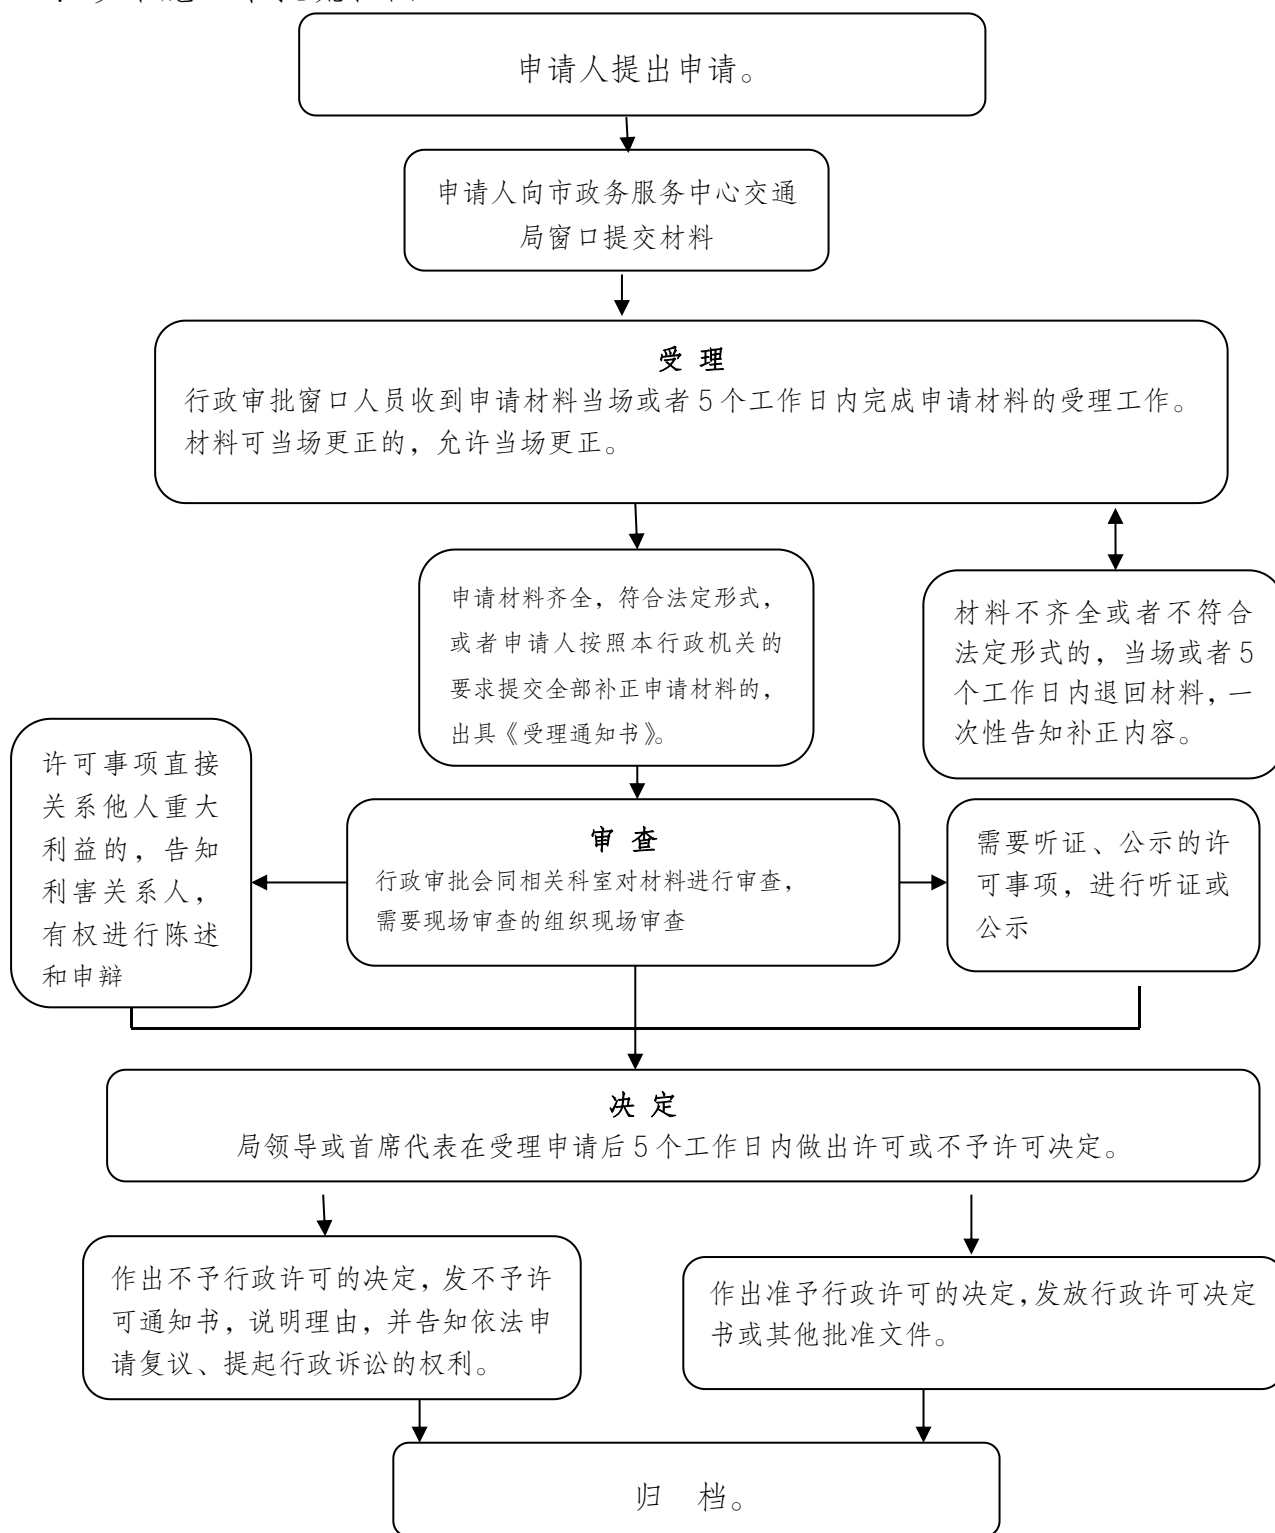 申请人提出申请。
申请人向市政务服务中心交通
局窗口提交材料
受 理
行政审批窗口人员收到申请材料当场或者5个工作日内完成申请材料的受理工作。
材料可当场更正的，允许当场更正。
申请材料齐全，符合法定形式，
或者申请人按照本行政机关的
要求提交全部补正申请材料的，
出具《受理通知书》。
材料不齐全或者不符合
法定形式的，当场或者5
个工作日内退回材料，一
次性告知补正内容。
许可事项直接
关系他人重大
利益的，告知
利害关系人，
有权进行陈述
和申辩
审 查
行政审批会同相关科室对材料进行审查，
需要现场审查的组织现场审查
需要听证、公示的许
可事项，进行听证或
公示
决 定
局领导或首席代表在受理申请后5个工作日内做出许可或不予许可决定。
作出不予行政许可的决定，发不予许
可通知书，说明理由，并告知依法申
请复议、提起行政诉讼的权利。
作出准予行政许可的决定，发放行政许可决定
书或其他批准文件。
归 档。